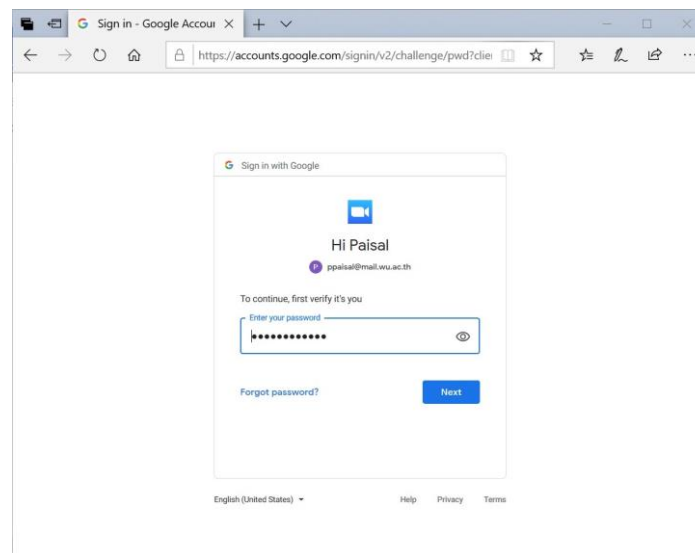 Sign in - Google Accour
https://accounts.google.com/signin/v2/challenge/pwd?clier
Sign in with Google
Hi Paisal
P ppaisal@mail.wu.ac.th
To continue, first verify it's you
Enter your password
••••••••••••
Forgot password?
Next
English (United States)
Help Privacy Terms